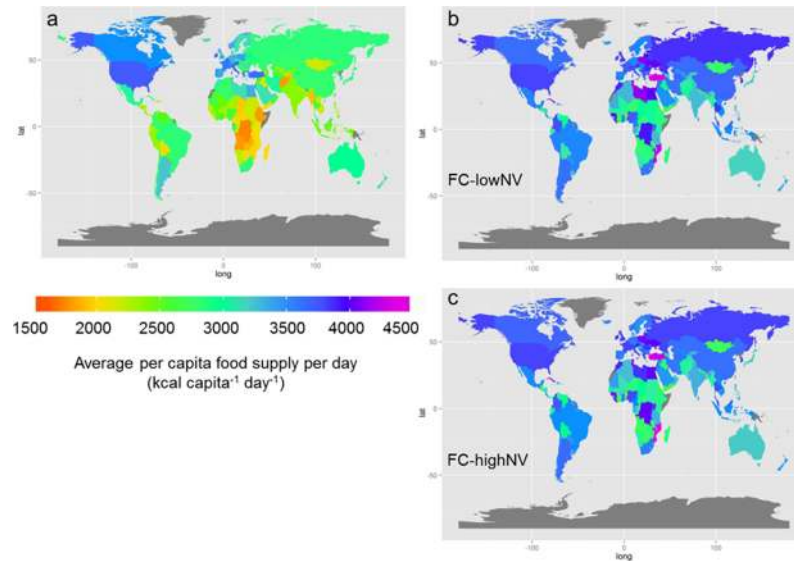 a
50
0
-50
lat
-100
0
100
long
b
50
0
-50
lat
FC-lowNV
-100
0
100
long
1500 2000 2500 3000 3500 4000 4500
Average per capita food supply per day
(kcal capita-1 day-1)
c
50
0
-50
lat
FC-highNV
-100
0
100
long